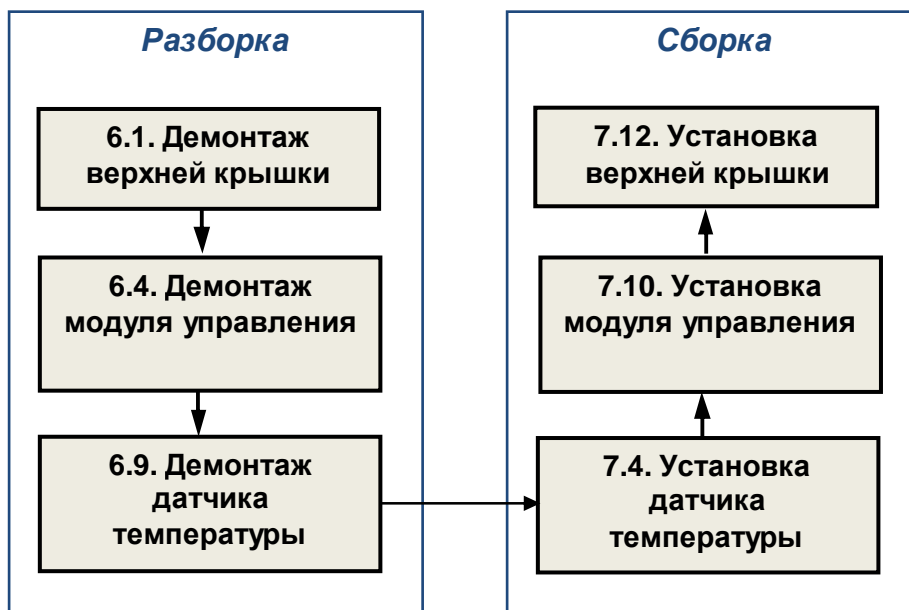 Разборка
6.1. Демонтаж
верхней крышки
6.4. Демонтаж
модуля управления
6.9. Демонтаж
датчика
температуры
Сборка
7.12. Установка
верхней крышки
7.10. Установка
модуля управления
7.4. Установка
датчика
температуры